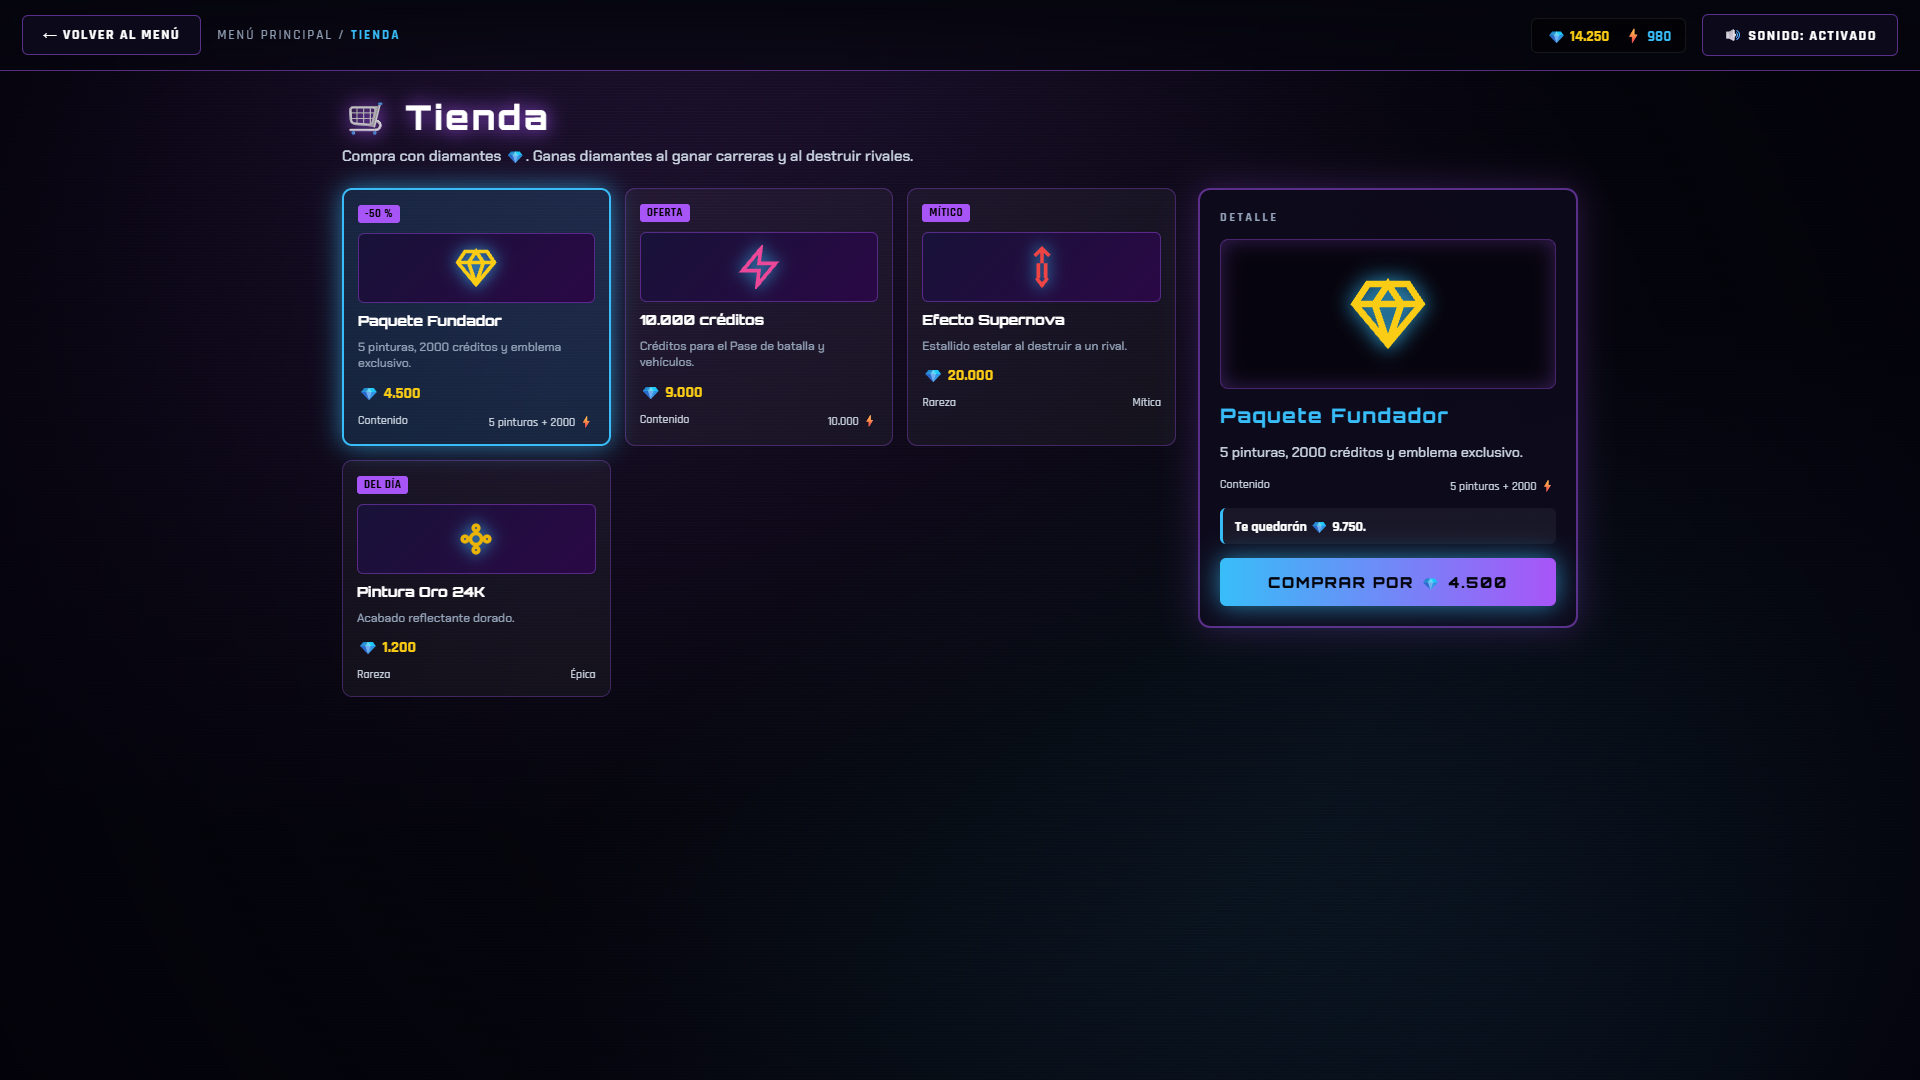 ← VOLVER AL MENÚ
MENÚ PRINCIPAL / TIENDA
💎 14.250 ⚡ 980
🔊 SONIDO: ACTIVADO
🛒 Tienda
Compra con diamantes 💎. Ganas diamantes al ganar carreras y al destruir rivales.
-50 %
Paquete Fundador
5 pinturas, 2000 créditos y emblema
exclusivo.
💎 4.500
Contenido 5 pinturas + 2000 ⚡
OFERTA
10.000 créditos
Créditos para el Pase de batalla y
vehículos.
💎 9.000
Contenido 10.000 ⚡
MÍTICO
Efecto Supernova
Estallido estelar al destruir a un rival.
💎 20.000
Rareza Mítica
DEL DÍA
Pintura Oro 24K
Acabado reflectante dorado.
💎 1.200
Rareza Épica
DETALLE
Paquete Fundador
5 pinturas, 2000 créditos y emblema exclusivo.
Contenido 5 pinturas + 2000 ⚡
Te quedarán 💎 9.750.
COMPRAR POR 💎 4.500